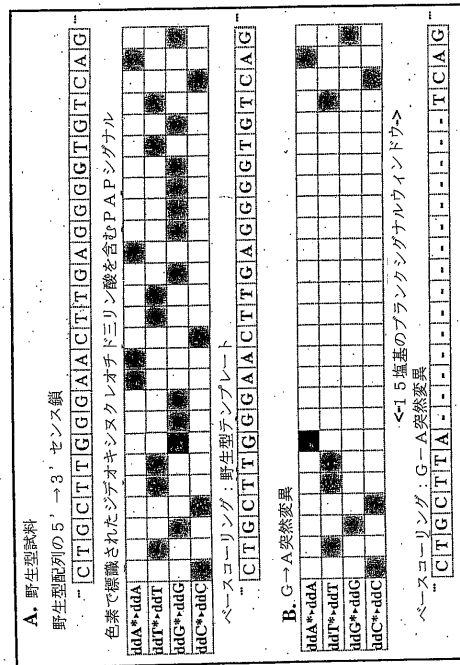 A. 野生型試料
野生型配列の5'→3' センス鎖
… C T G C T T G G G A A C T T G A G G G G T G T C A G …
色素で標識されたジデオキシヌクレオチド三リン酸を含むPAPシグナル
ddA*▸ddA
ddT*▸ddT
ddG*▸ddG
ddC*▸ddC
ベースコーリング：野生型テンプレート
… C T G C T T G G G A A C T T G A G G G G T G T C A G …
B. G→A突然変異
ddA*▸ddA
ddT*▸ddT
ddG*▸ddG
ddC*▸ddC
<-15塩基のブランクシグナルウィンドウ->
ベースコーリング：G－A突然変異
… C T G C T T A - - - - - - - - - - - - - - - T C A G …